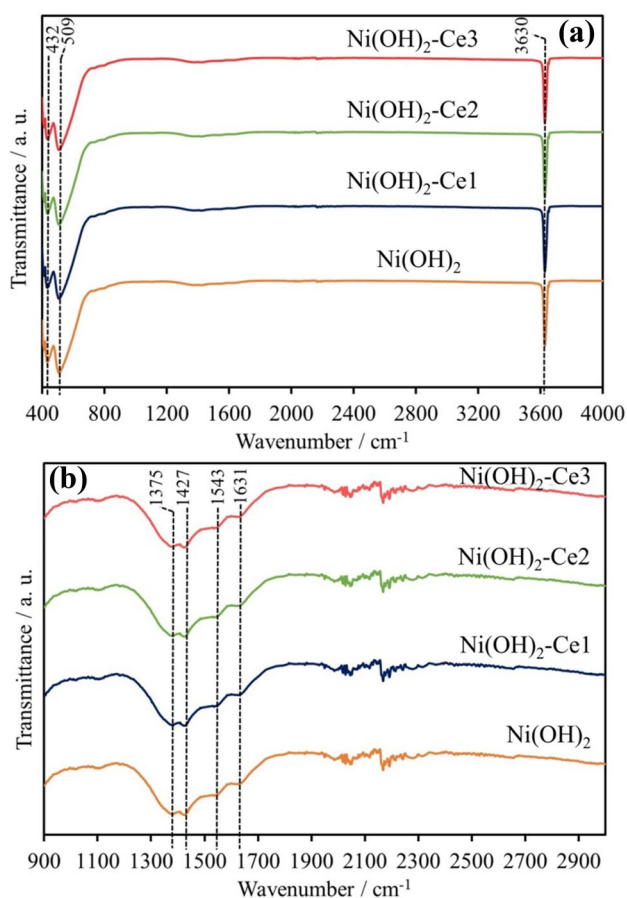 (a)
432
509
3630
Ni(OH)₂-Ce3
Ni(OH)₂-Ce2
Ni(OH)₂-Ce1
Ni(OH)₂
Transmittance / a. u.
400 800 1200 1600 2000 2400 2800 3200 3600 4000
Wavenumber / cm⁻¹
(b)
1375
1427
1543
1631
Ni(OH)₂-Ce3
Ni(OH)₂-Ce2
Ni(OH)₂-Ce1
Ni(OH)₂
Transmittance / a. u.
900 1100 1300 1500 1700 1900 2100 2300 2500 2700 2900
Wavenumber / cm⁻¹